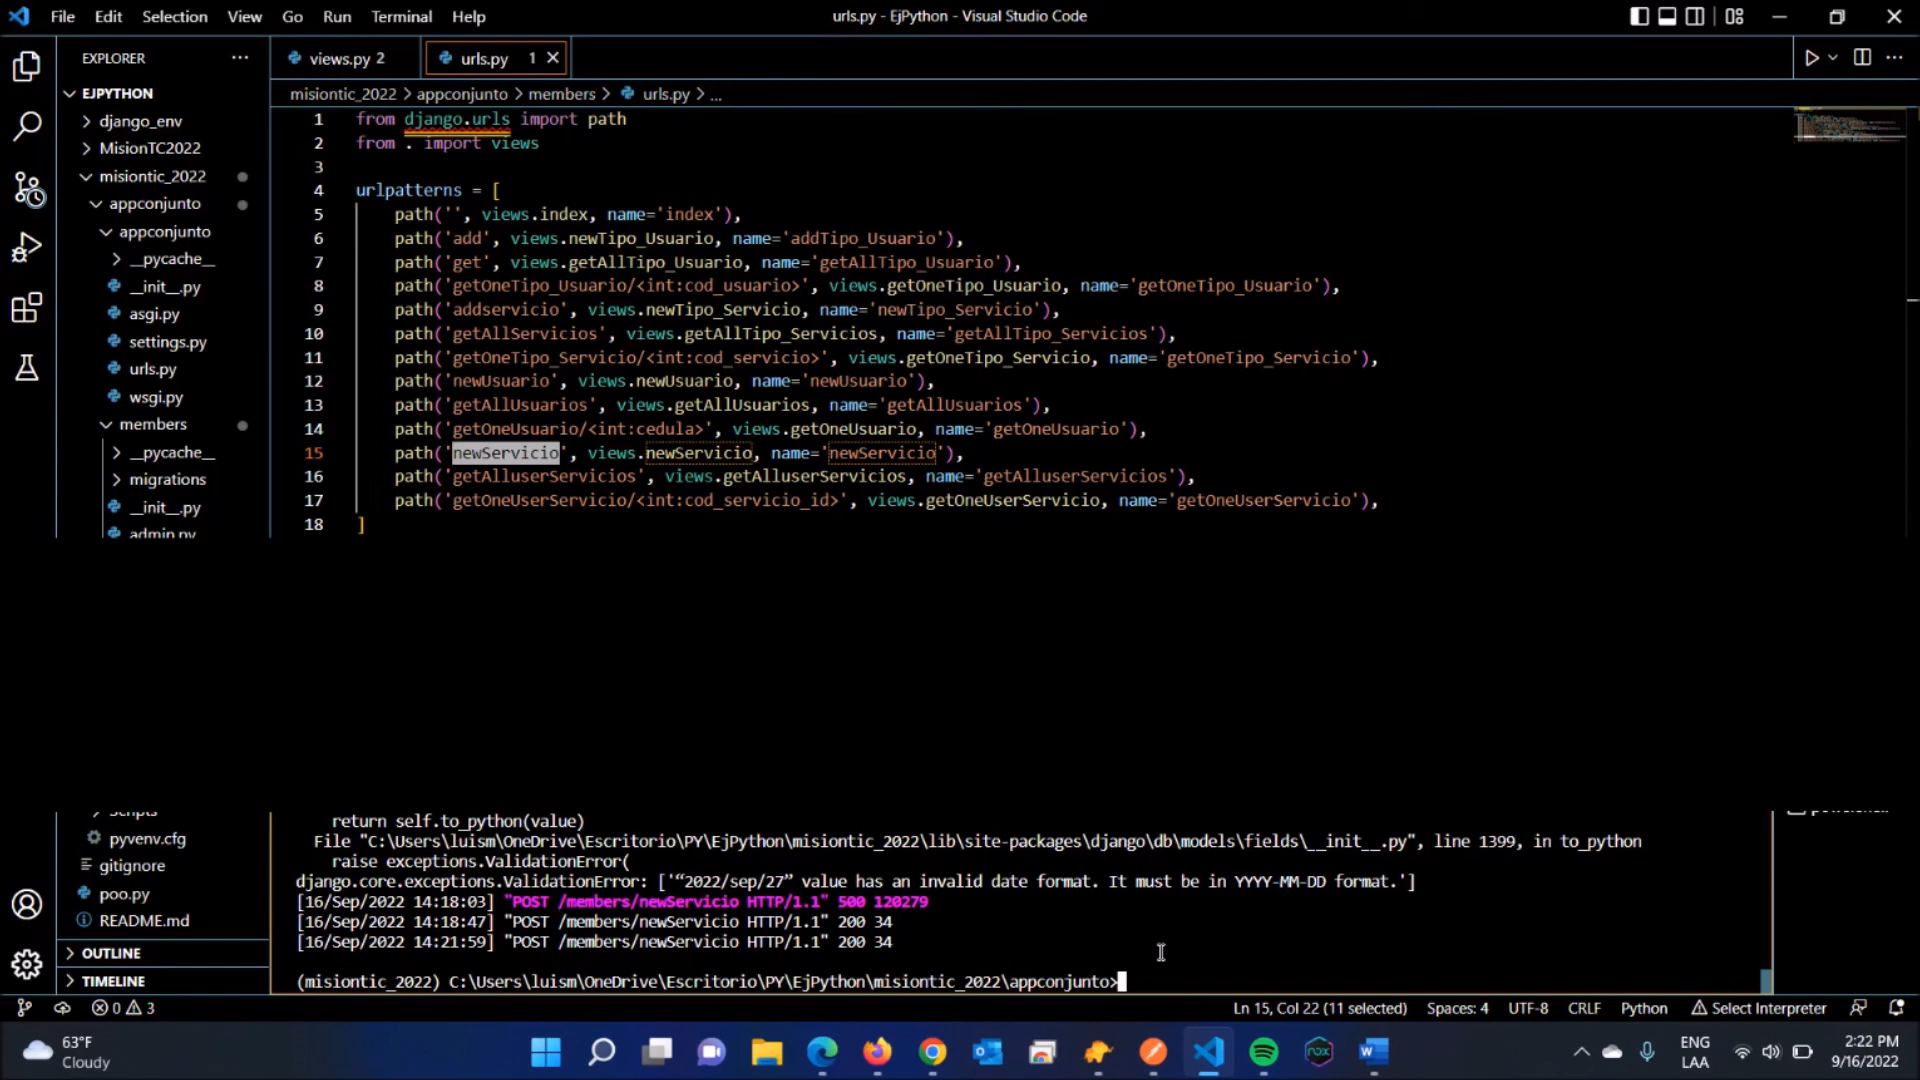 File Edit Selection View Go Run Terminal Help
urls.py - EjPython - Visual Studio Code
EXPLORER ...
views.py 2
urls.py 1
EJPYTHON
django_env
MisionTC2022
misiontic_2022
appconjunto
appconjunto
__pycache__
__init__.py
asgi.py
settings.py
urls.py
wsgi.py
members
__pycache__
migrations
__init__.py
admin.py
misiontic_2022 > appconjunto > members > urls.py > ...
1 from django.urls import path
2 from . import views
3
4 urlpatterns = [
5 path('', views.index, name='index'),
6 path('add', views.newTipo_Usuario, name='addTipo_Usuario'),
7 path('get', views.getAllTipo_Usuario, name='getAllTipo_Usuario'),
8 path('getOneTipo_Usuario/<int:cod_usuario>', views.getOneTipo_Usuario, name='getOneTipo_Usuario'),
9 path('addservicio', views.newTipo_Servicio, name='newTipo_Servicio'),
10 path('getAllServicios', views.getAllTipo_Servicios, name='getAllTipo_Servicios'),
11 path('getOneTipo_Servicio/<int:cod_servicio>', views.getOneTipo_Servicio, name='getOneTipo_Servicio'),
12 path('newUsuario', views.newUsuario, name='newUsuario'),
13 path('getAllUsuarios', views.getAllUsuarios, name='getAllUsuarios'),
14 path('getOneUsuario/<int:cedula>', views.getOneUsuario, name='getOneUsuario'),
15 path('newServicio', views.newServicio, name='newServicio'),
16 path('getAlluserServicios', views.getAlluserServicios, name='getAlluserServicios'),
17 path('getOneUserServicio/<int:cod_servicio_id>', views.getOneUserServicio, name='getOneUserServicio'),
18 ]
Scripts
pyvenv.cfg
gitignore
poo.py
README.md
OUTLINE
TIMELINE
return self.to_python(value)
File "C:\Users\luism\OneDrive\Escritorio\PY\EjPython\misiontic_2022\lib\site-packages\django\db\models\fields\__init__.py", line 1399, in to_python
raise exceptions.ValidationError(
django.core.exceptions.ValidationError: ['“2022/sep/27” value has an invalid date format. It must be in YYYY-MM-DD format.']
[16/Sep/2022 14:18:03] "POST /members/newServicio HTTP/1.1" 500 120279
[16/Sep/2022 14:18:47] "POST /members/newServicio HTTP/1.1" 200 34
[16/Sep/2022 14:21:59] "POST /members/newServicio HTTP/1.1" 200 34
(misiontic_2022) C:\Users\luism\OneDrive\Escritorio\PY\EjPython\misiontic_2022\appconjunto>
0 3
Ln 15, Col 22 (11 selected) Spaces: 4 UTF-8 CRLF Python Select Interpreter
63°F
Cloudy
nox
ENG
LAA
2:22 PM
9/16/2022